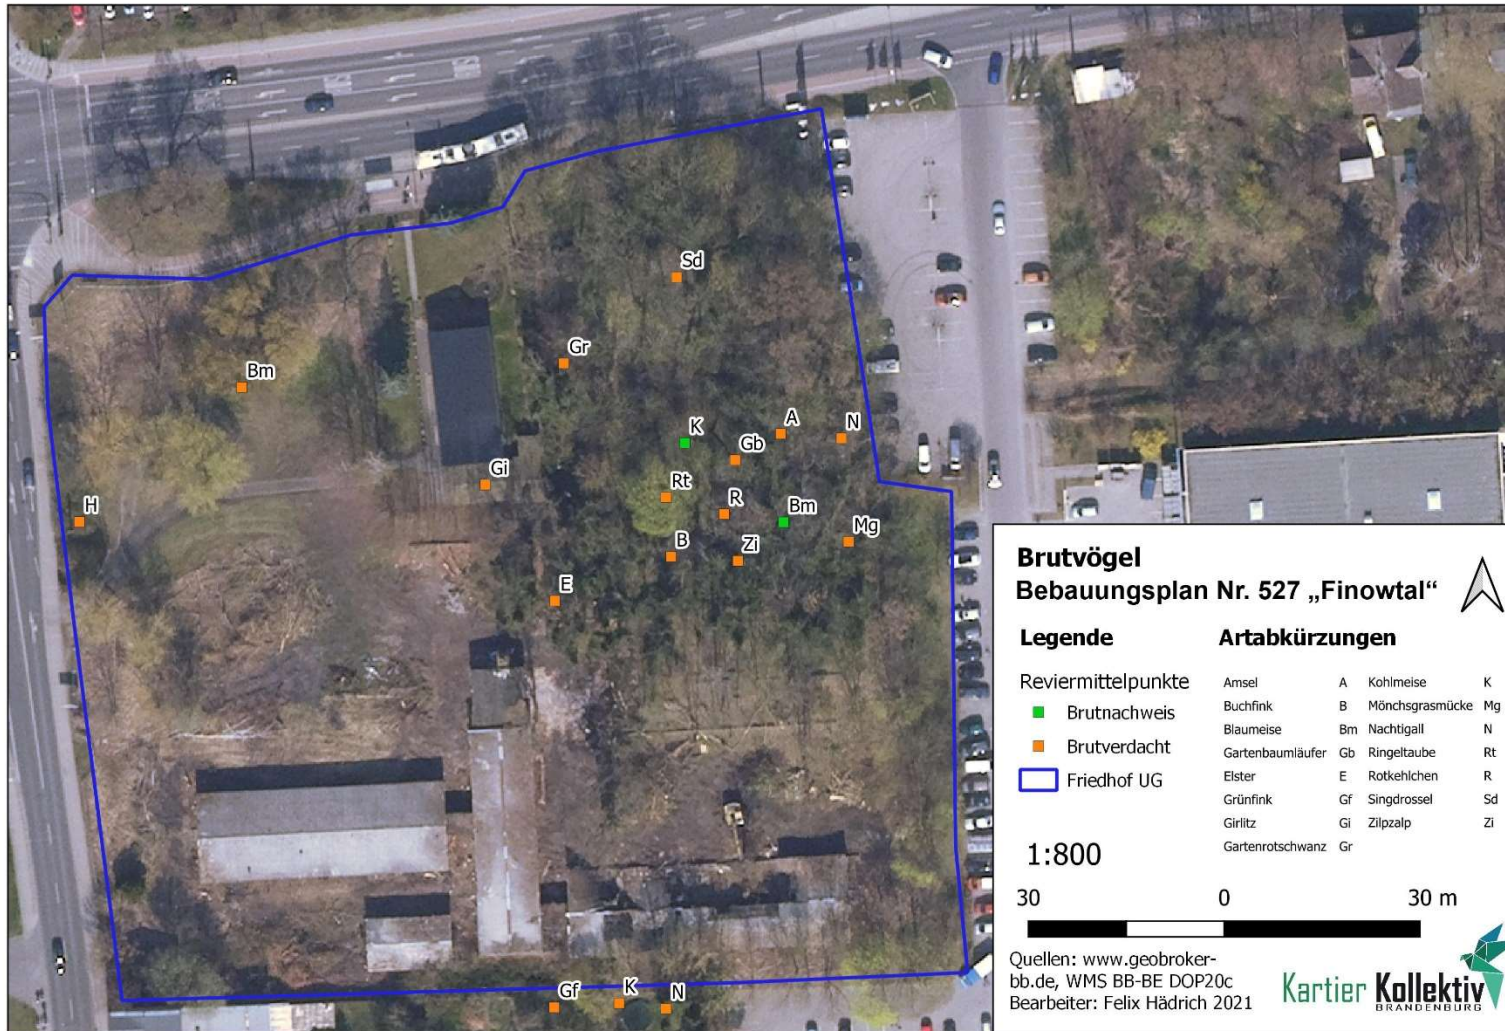 Sd
Gr
Bm
K
A
N
Gb
Gi
Rt
R
Bm
H
Mg
B
Zi
E
Gf
K
N
Brutvögel
Bebauungsplan Nr. 527 „Finowtal“
Legende
Reviermittelpunkte
Brutnachweis
Brutverdacht
Friedhof UG
Artabkürzungen
Amsel A Kohlmeise K
Buchfink B Mönchsgrasmücke Mg
Blaumeise Bm Nachtigall N
Gartenbaumläufer Gb Ringeltaube Rt
Elster E Rotkehlchen R
Grünfink Gf Singdrossel Sd
Girlitz Gi Zilpzalp Zi
Gartenrotschwanz Gr
1:800
30 0 30 m
Quellen: www.geobroker-
bb.de, WMS BB-BE DOP20c
Bearbeiter: Felix Hädrich 2021
Kartier Kollektiv
BRANDENBURG